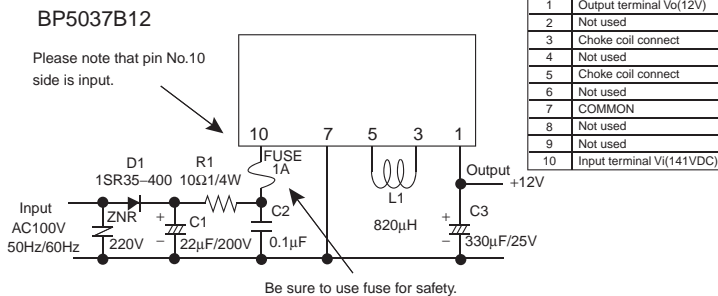 BP5037B12
Please note that pin No.10
side is input.
10 7 5 3 1
FUSE
1A
D1
1SR35–400
R1
10Ω1/4W
L1
820μH
Output
+12V
Input
AC100V
50Hz/60Hz
ZNR
220V
+
–
C1
22μF/200V
C2
0.1μF
+
–
C3
330μF/25V
Be sure to use fuse for safety.
1 Output terminal Vo(12V)
2 Not used
3 Choke coil connect
4 Not used
5 Choke coil connect
6 Not used
7 COMMON
8 Not used
9 Not used
10 Input terminal Vi(141VDC)